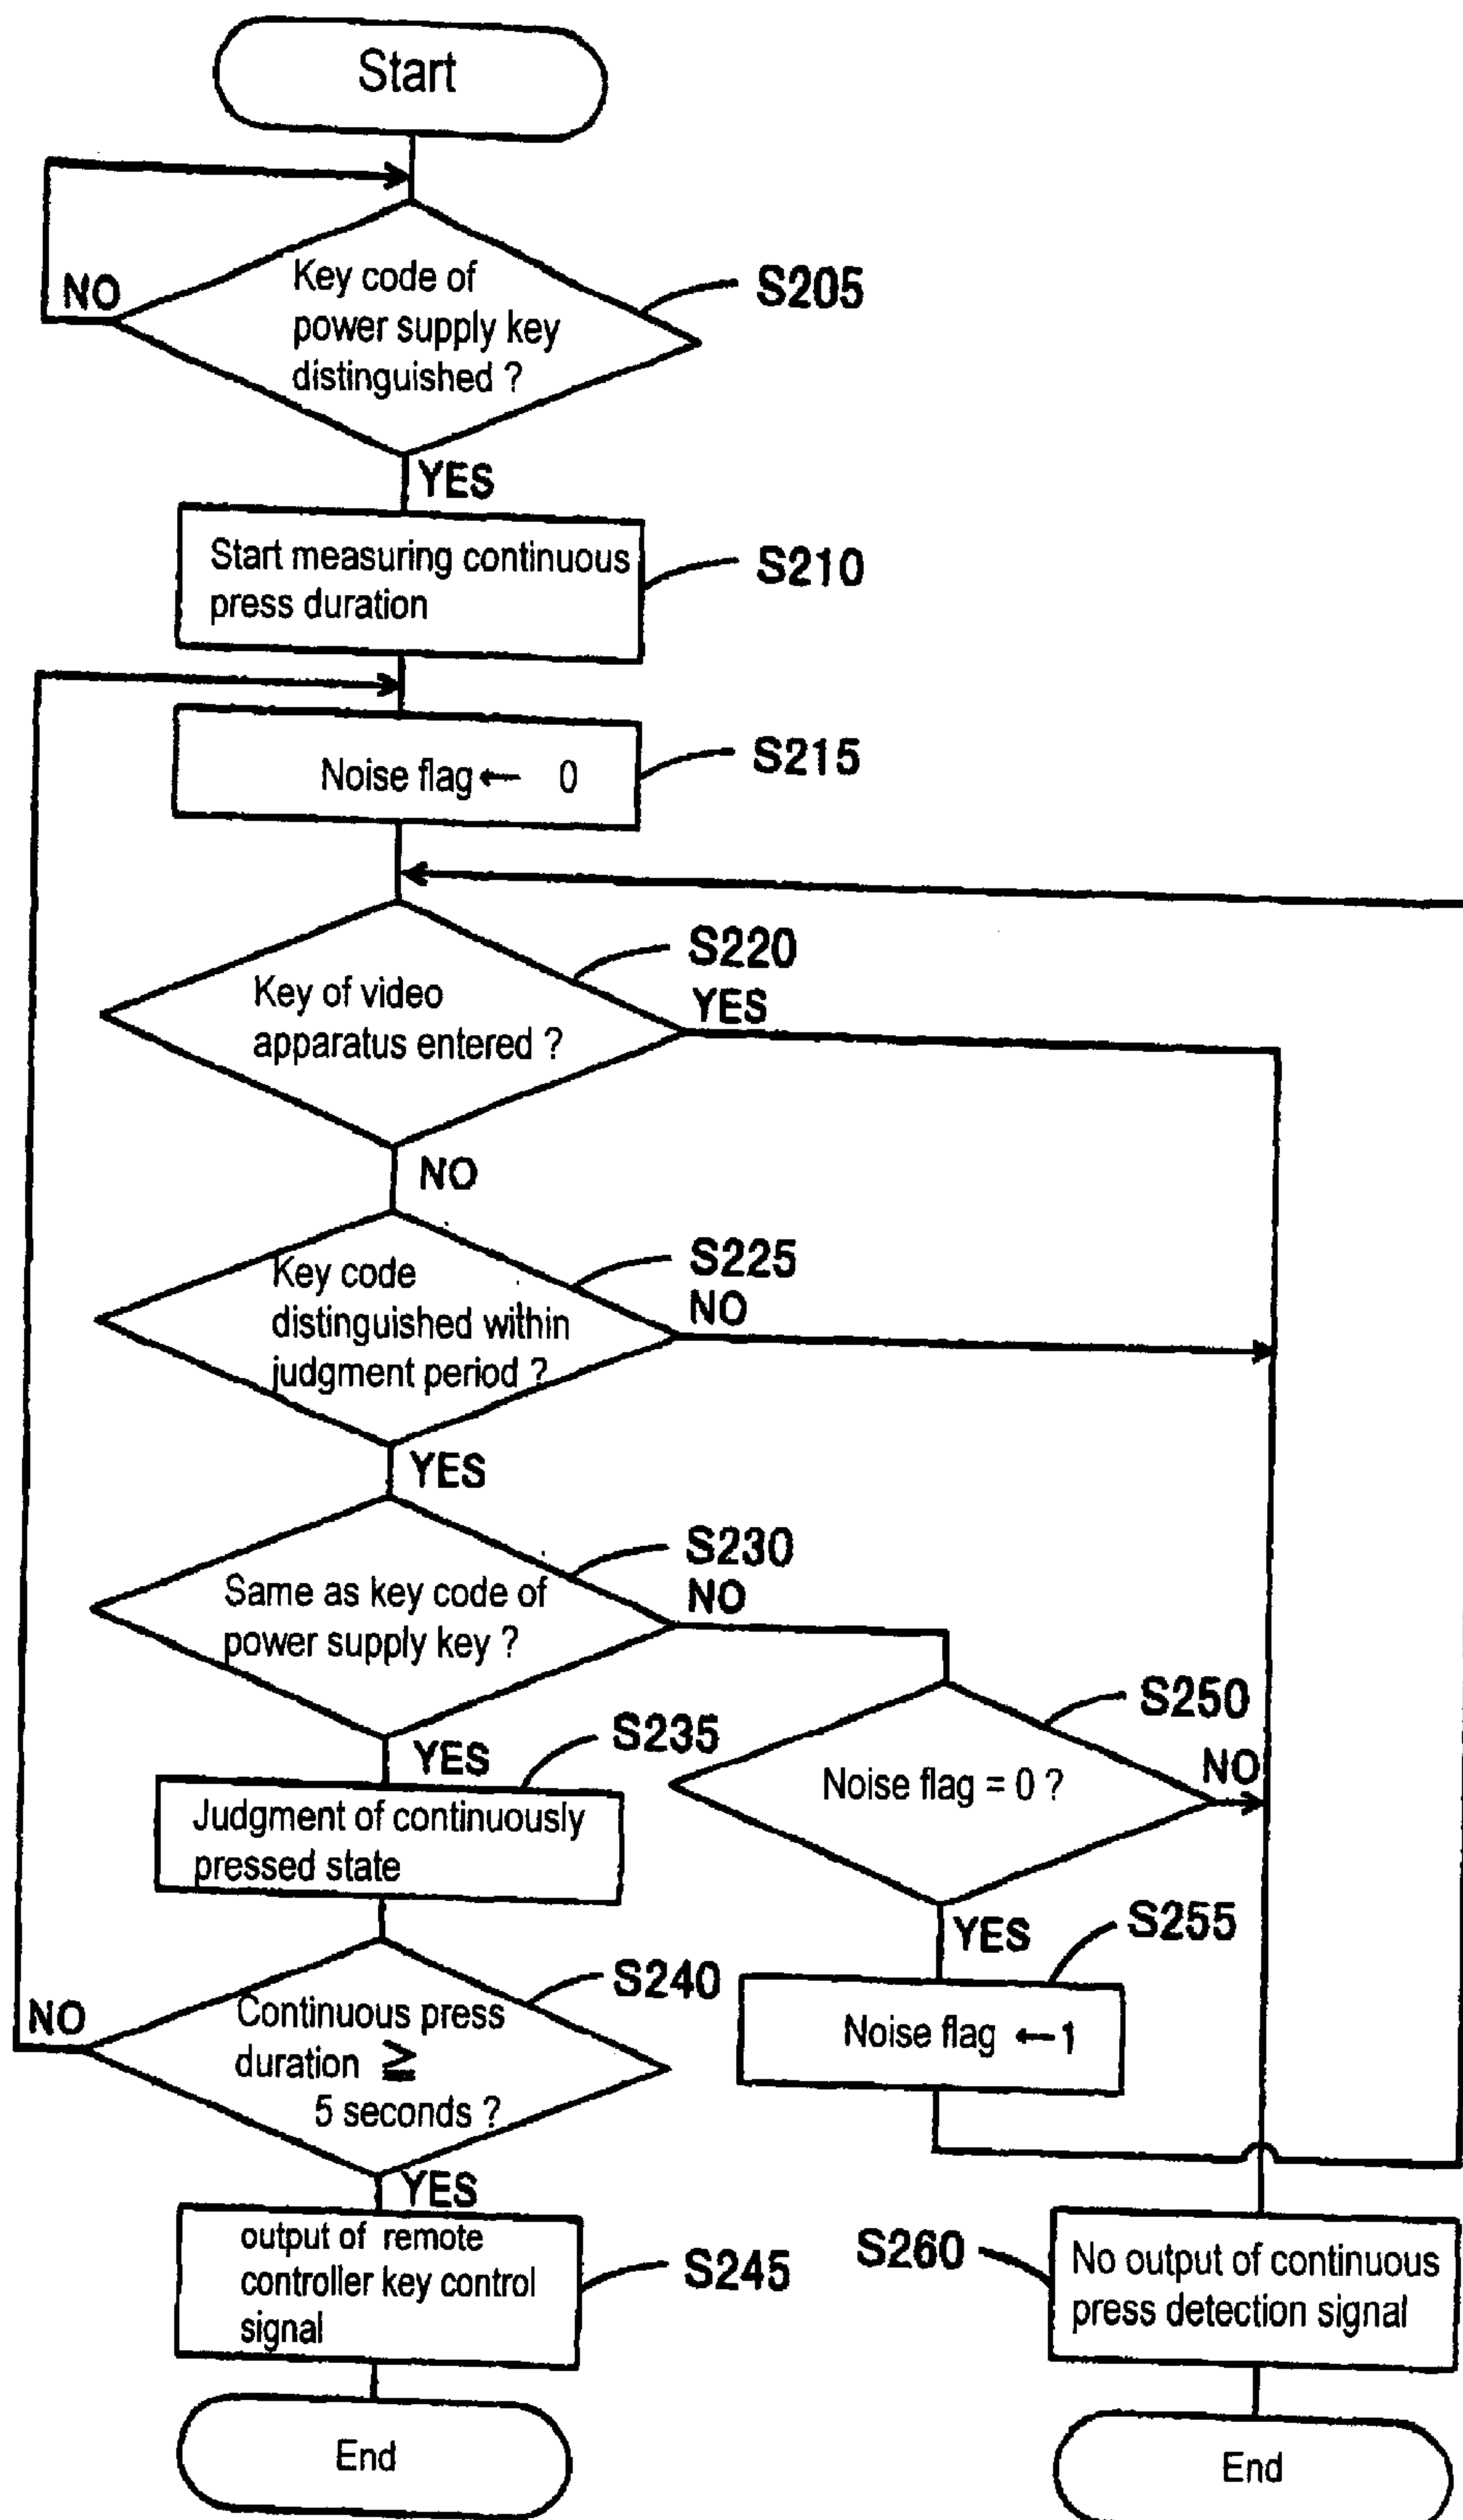 Start
NO
Key code of
power supply key
distinguished ?
S205
YES
Start measuring continuous
press duration
S210
Noise flag ← 0
S215
Key of video
apparatus entered ?
S220
YES
NO
Key code
distinguished within
judgment period ?
S225
NO
YES
Same as key code of
power supply key ?
S230
NO
YES
S235
Judgment of continuously
pressed state
Noise flag = 0 ?
S250
NO
YES
S255
Noise flag ←1
NO
Continuous press
duration ≧
5 seconds ?
S240
YES
output of remote
controller key control
signal
S245
S260
No output of continuous
press detection signal
End
End